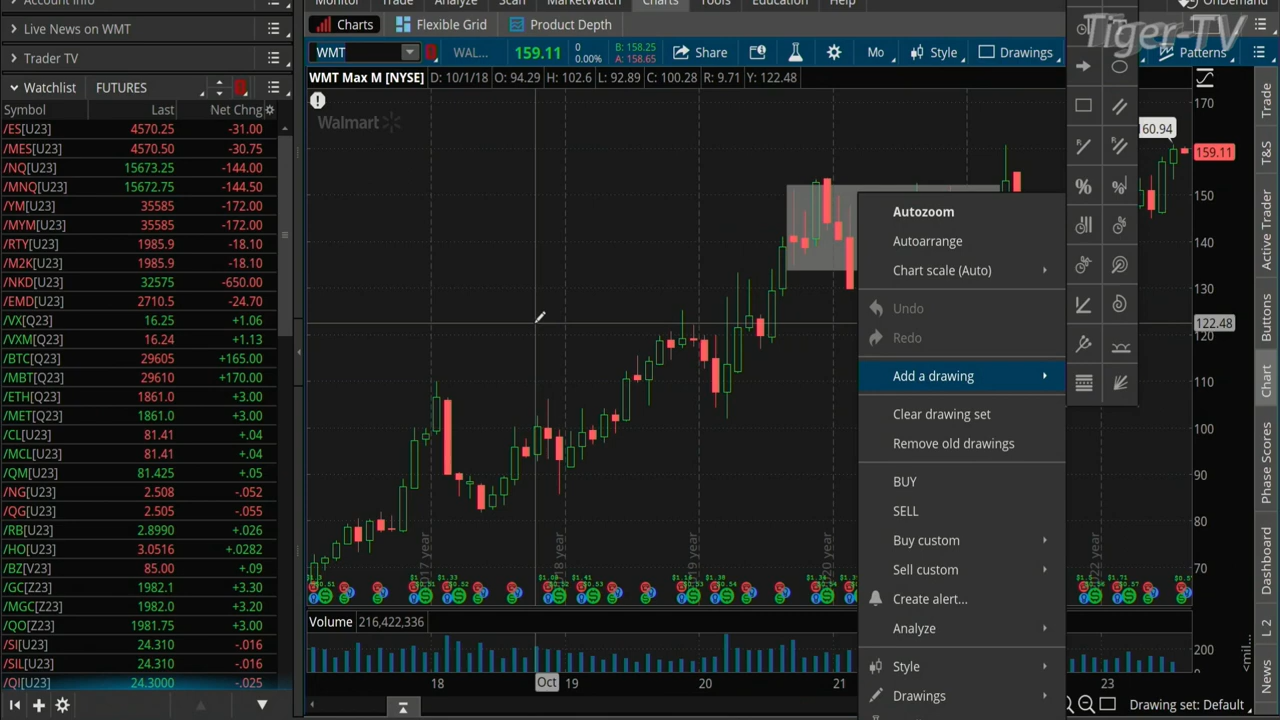 Account Info
Monitor Trade Analyze Scan MarketWatch Charts Tools Education Help
OnDemand
Tiger-TV
Live News on WMT
Trader TV
Charts Flexible Grid Product Depth
WMT WAL... 159.11 0 0.00% B: 158.25 A: 158.65 Share Mo Style Drawings Patterns
Watchlist FUTURES
Symbol Last Net Chng
WMT Max M [NYSE] D: 10/1/18 O: 94.29 H: 102.6 L: 92.89 C: 100.28 R: 9.71 Y: 122.48
Walmart
/ES[U23] 4570.25 -31.00
/MES[U23] 4570.50 -30.75
/NQ[U23] 15673.25 -144.00
/MNQ[U23] 15672.75 -144.50
/YM[U23] 35585 -172.00
/MYM[U23] 35585 -172.00
/RTY[U23] 1985.9 -18.10
/M2K[U23] 1985.9 -18.10
/NKD[U23] 32575 -650.00
/EMD[U23] 2710.5 -24.70
/VX[Q23] 16.25 +1.06
/VXM[Q23] 16.24 +1.13
/BTC[Q23] 29605 +165.00
/MBT[Q23] 29610 +170.00
/ETH[Q23] 1861.0 +3.00
/MET[Q23] 1861.0 +3.00
/CL[U23] 81.41 +.04
/MCL[U23] 81.41 +.04
/QM[U23] 81.425 +.05
/NG[U23] 2.508 -.052
/QG[U23] 2.508 -.055
/RB[U23] 2.8990 +.026
/HO[U23] 3.0516 +.0282
/BZ[V23] 85.00 +.09
/GC[Z23] 1982.1 +3.30
/MGC[Z23] 1982.0 +3.20
/QO[Z23] 1981.75 +3.00
/SI[U23] 24.310 -.016
/SIL[U23] 24.310 -.016
/QI[U23] 24.3000 -.025
Autozoom
Autoarrange
Chart scale (Auto)
Undo
Redo
Add a drawing
Clear drawing set
Remove old drawings
BUY
SELL
Buy custom
Sell custom
Create alert...
Analyze
Style
Drawings
160.94
170
159.11
150
140
130
122.48
120
110
100
90
80
70
Volume 216,422,336
200
<mil...
18 Oct 19 20 21 23
Drawing set: Default
Trade
T&S
Active Trader
Buttons
Chart
Phase Scores
Dashboard
L 2
News